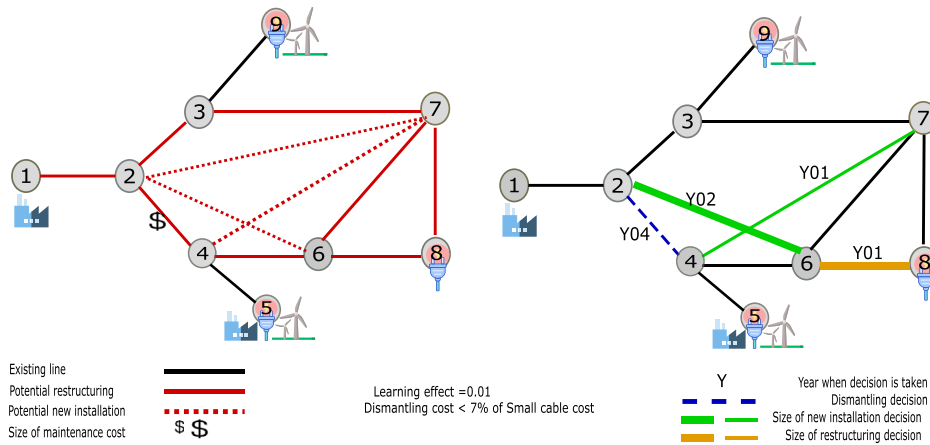 9
3
7
1
2
$
4
6
8
5
Existing line
Potential restructuring
Potential new installation
Size of maintenance cost
$ $
Learning effect =0.01
Dismantling cost < 7% of Small cable cost
9
3
7
1
2
Y02
Y01
Y04
4
6
Y01
8
5
Y
Year when decision is taken
Dismantling decision
Size of new installation decision
Size of restructuring decision